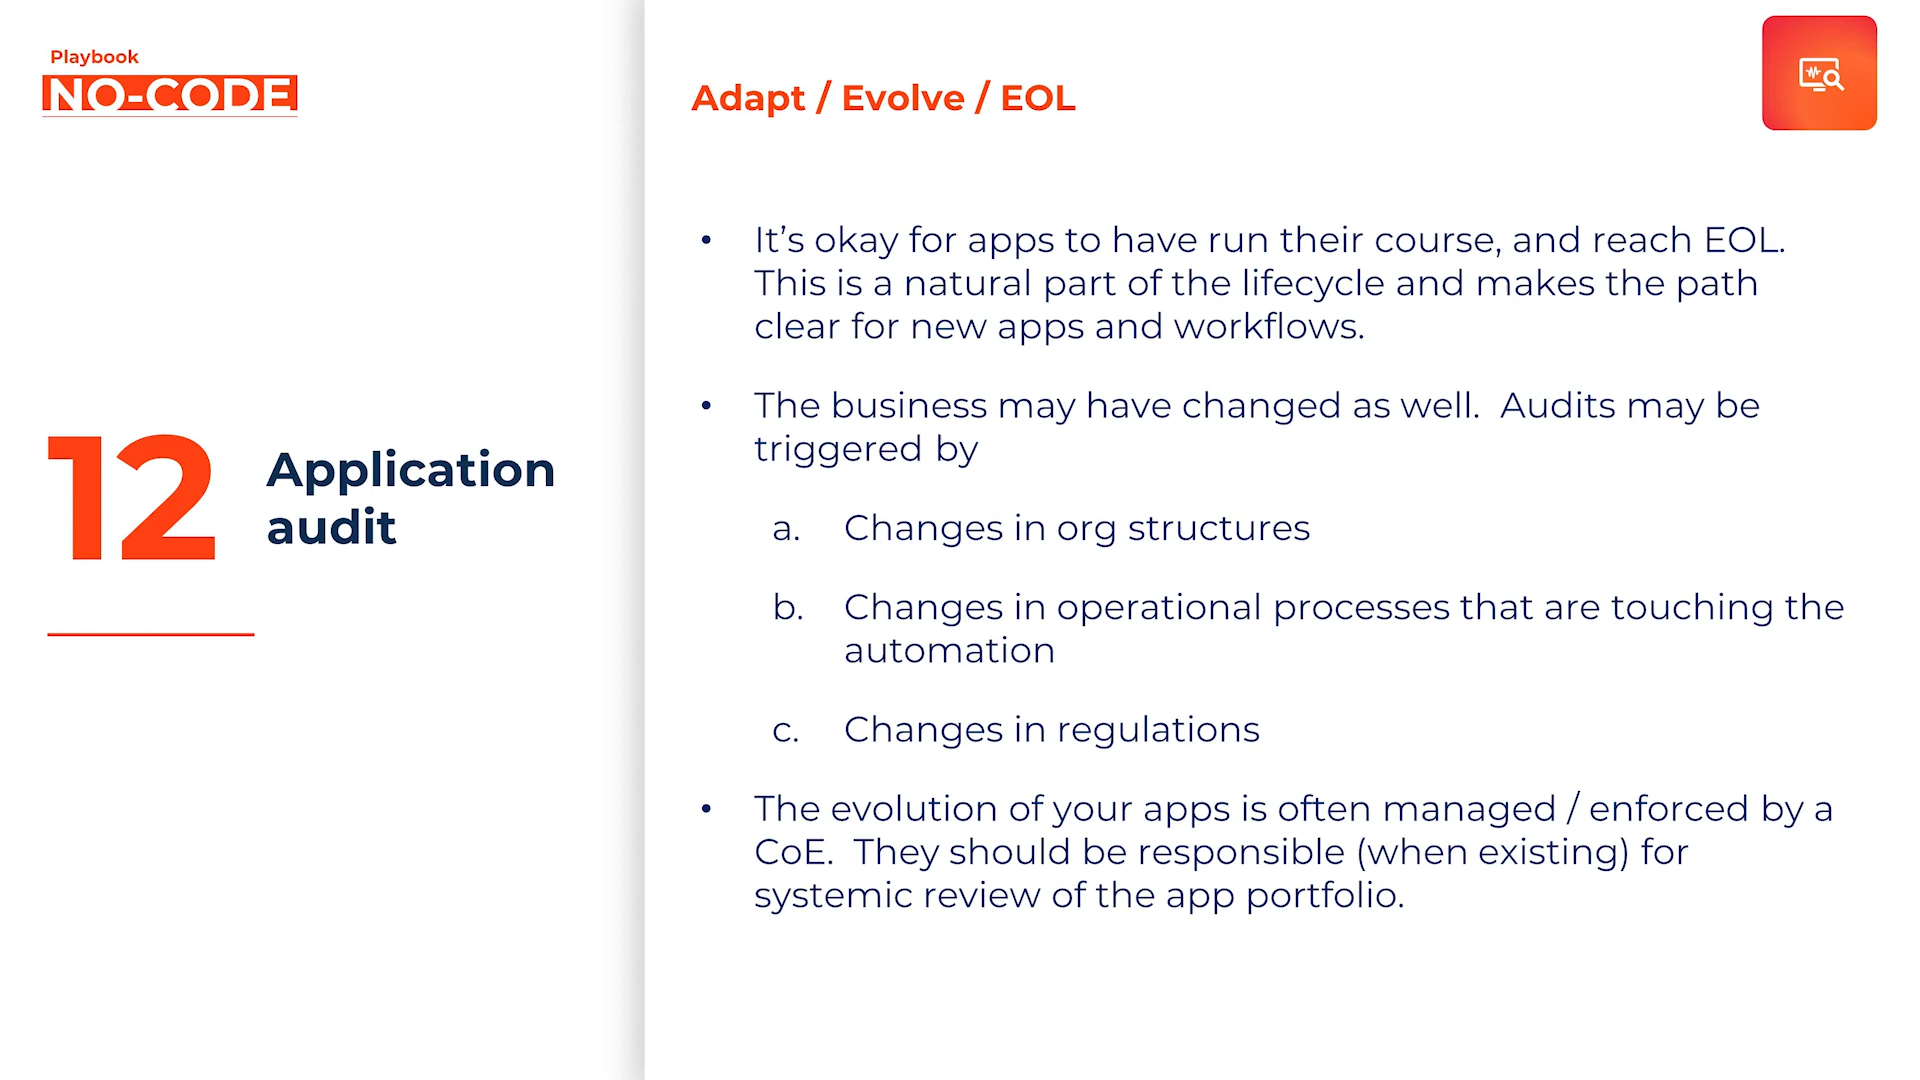 Playbook
NO-CODE
12
Application
audit
Adapt / Evolve / EOL
• It’s okay for apps to have run their course, and reach EOL.
This is a natural part of the lifecycle and makes the path
clear for new apps and workflows.
• The business may have changed as well.  Audits may be
triggered by
a. Changes in org structures
b. Changes in operational processes that are touching the
automation
c. Changes in regulations
• The evolution of your apps is often managed / enforced by a
CoE.  They should be responsible (when existing) for
systemic review of the app portfolio.